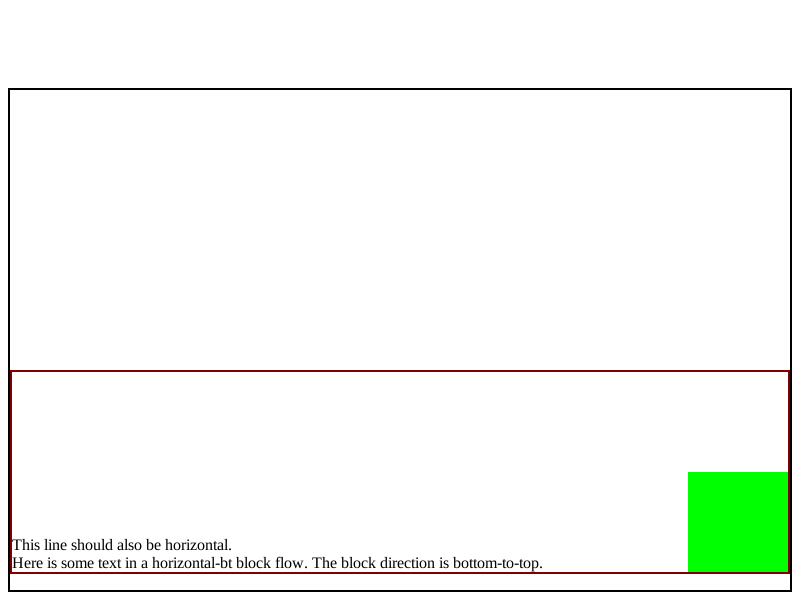 This line should also be horizontal.
Here is some text in a horizontal-bt block flow. The block direction is bottom-to-top.